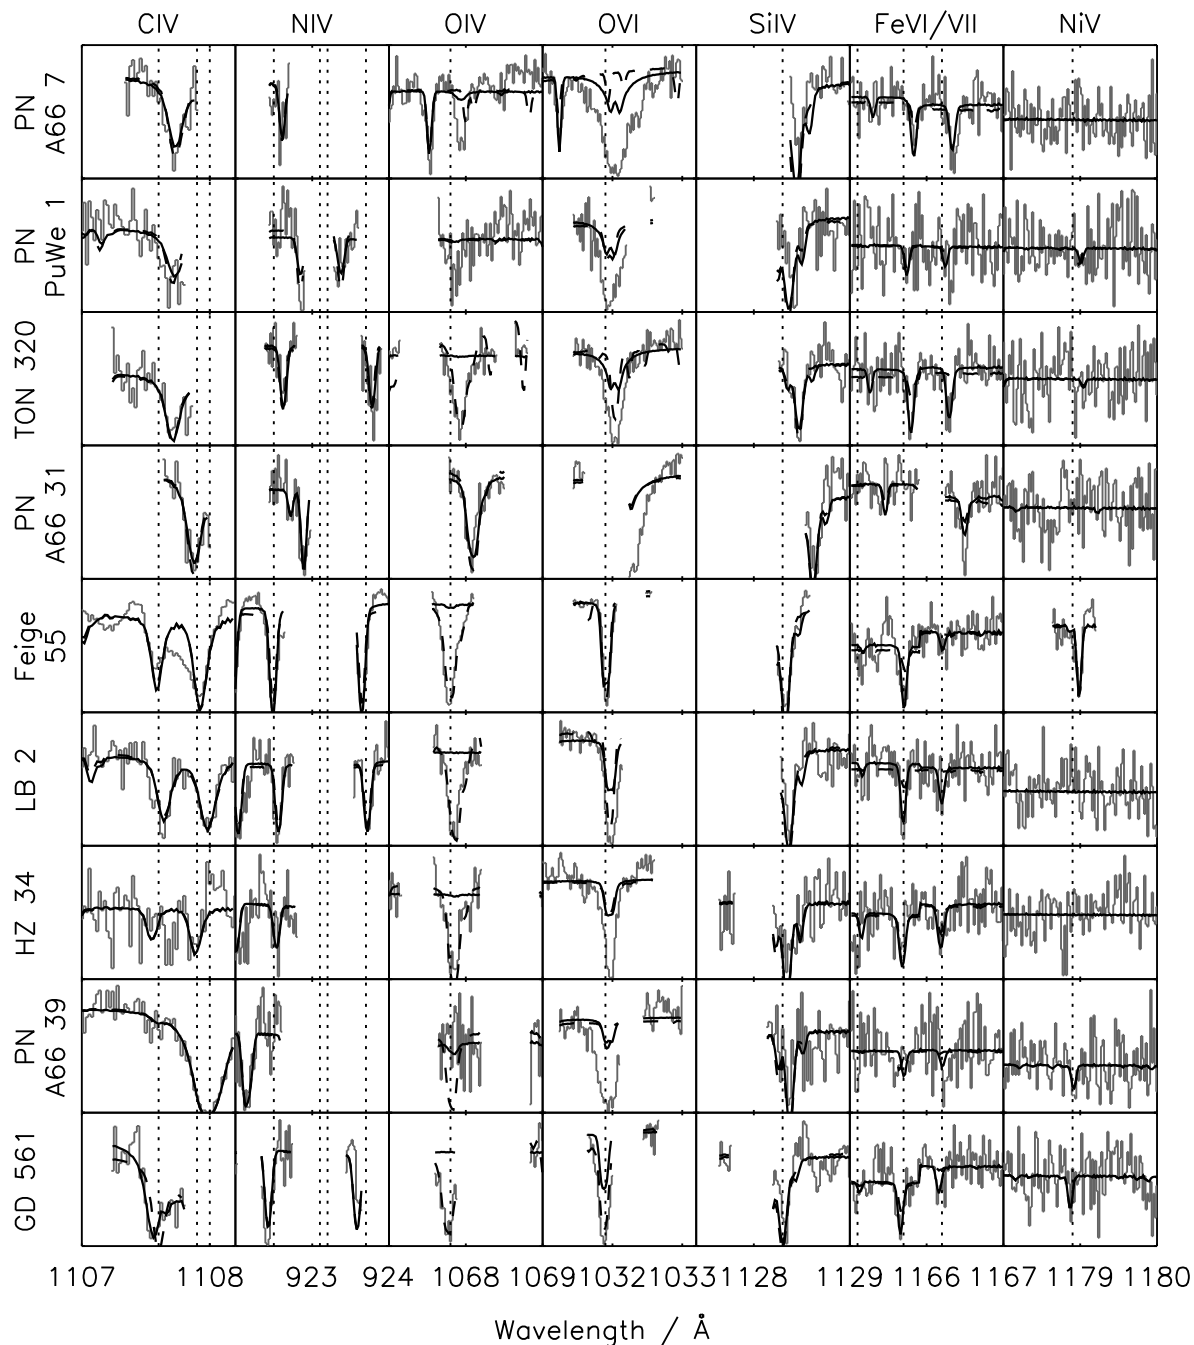 CIV NIV OIV OVI SiIV FeVI/VII NiV
PN
A66 7
PN
PuWe 1
TON 320
PN
A66 31
Feige
55
LB 2
HZ 34
PN
A66 39
GD 561
1107 1108 923 924 1068 1069 1032 1033 1128 1129 1166 1167 1179 1180
Wavelength / Å